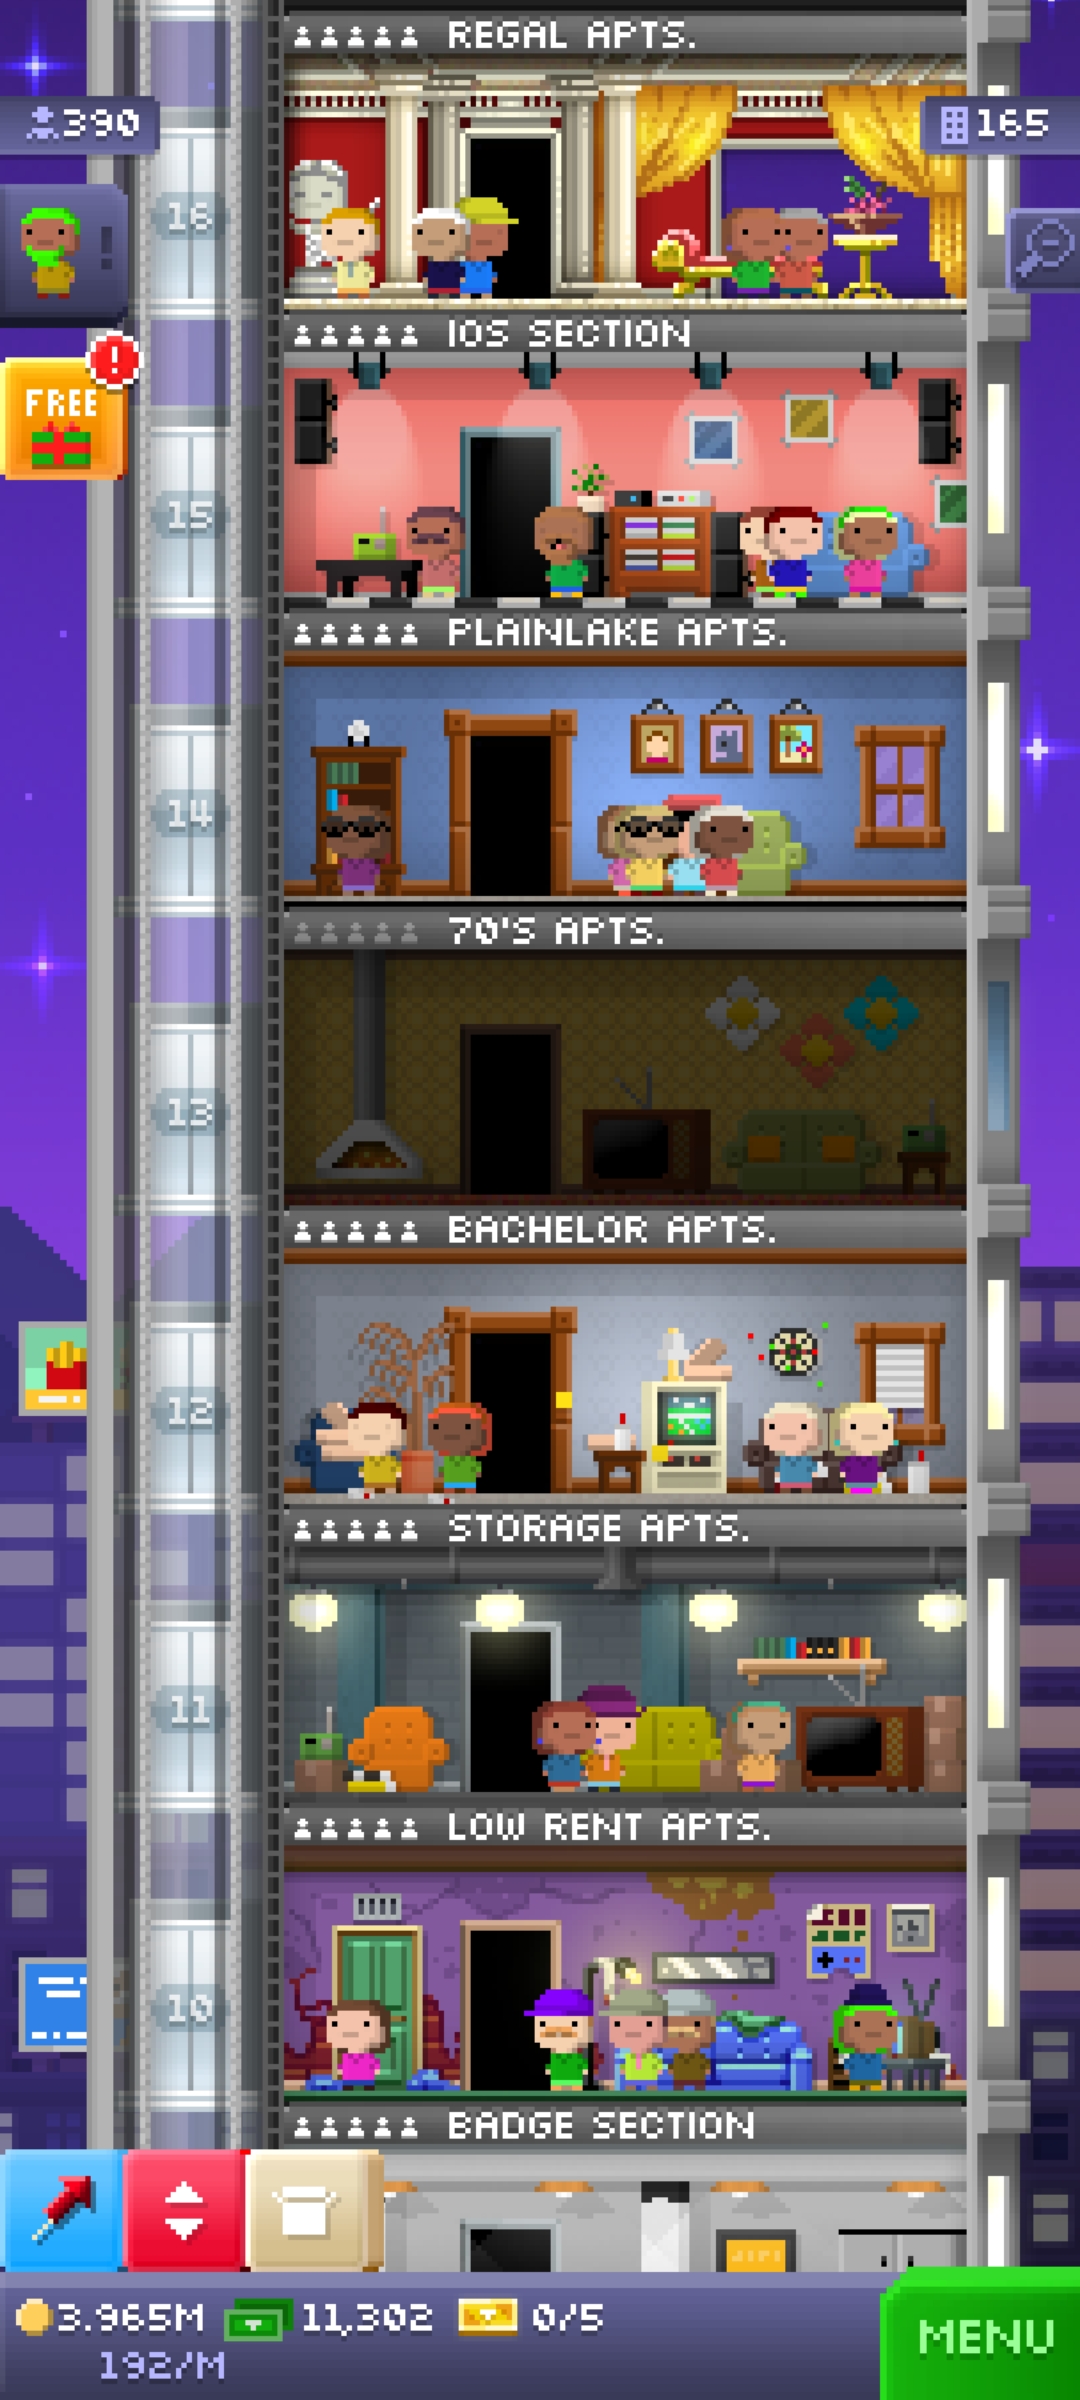 REGAL APTS.
390
165
16
IOS SECTION
FREE
!
15
PLAINLAKE APTS.
14
70'S APTS.
13
BACHELOR APTS.
12
STORAGE APTS.
11
LOW RENT APTS.
10
BADGE SECTION
3.965M 11,302 0/5
192/M
MENU